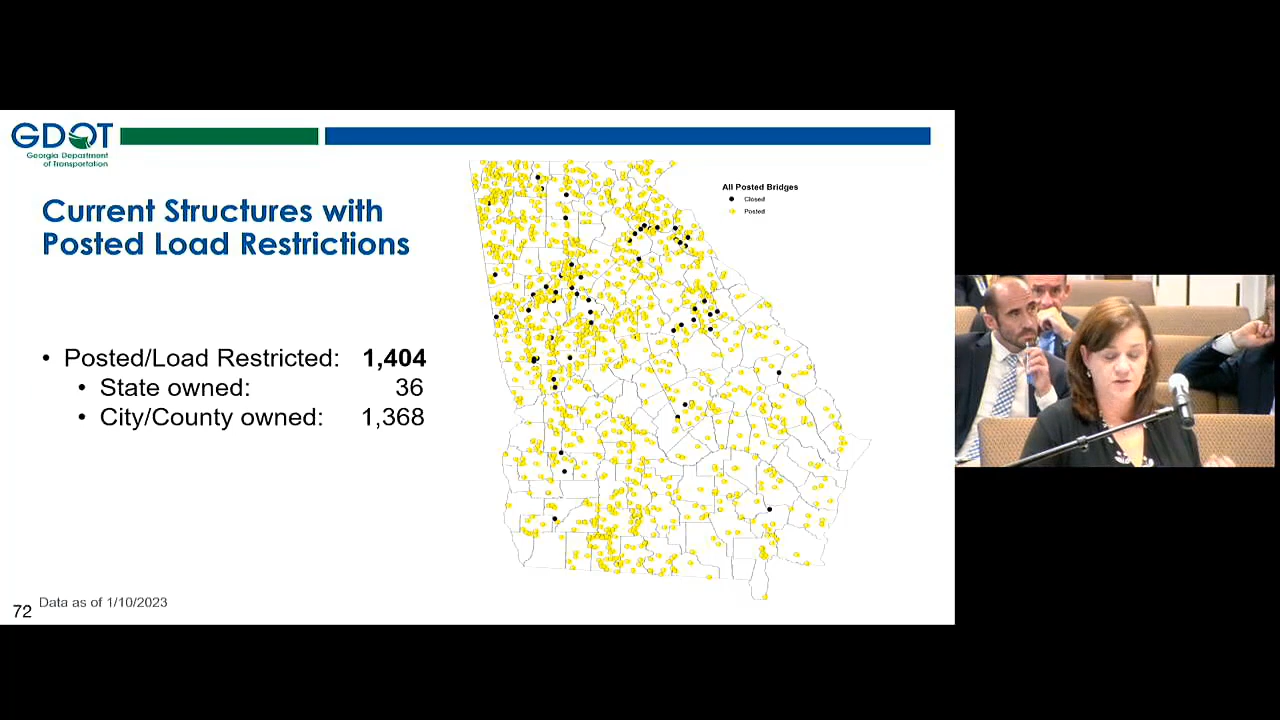 GDOT
Georgia Department
of Transportation
Current Structures with
Posted Load Restrictions
All Posted Bridges
Closed
Posted
• Posted/Load Restricted: 1,404
• State owned: 36
• City/County owned: 1,368
Data as of 1/10/2023
72